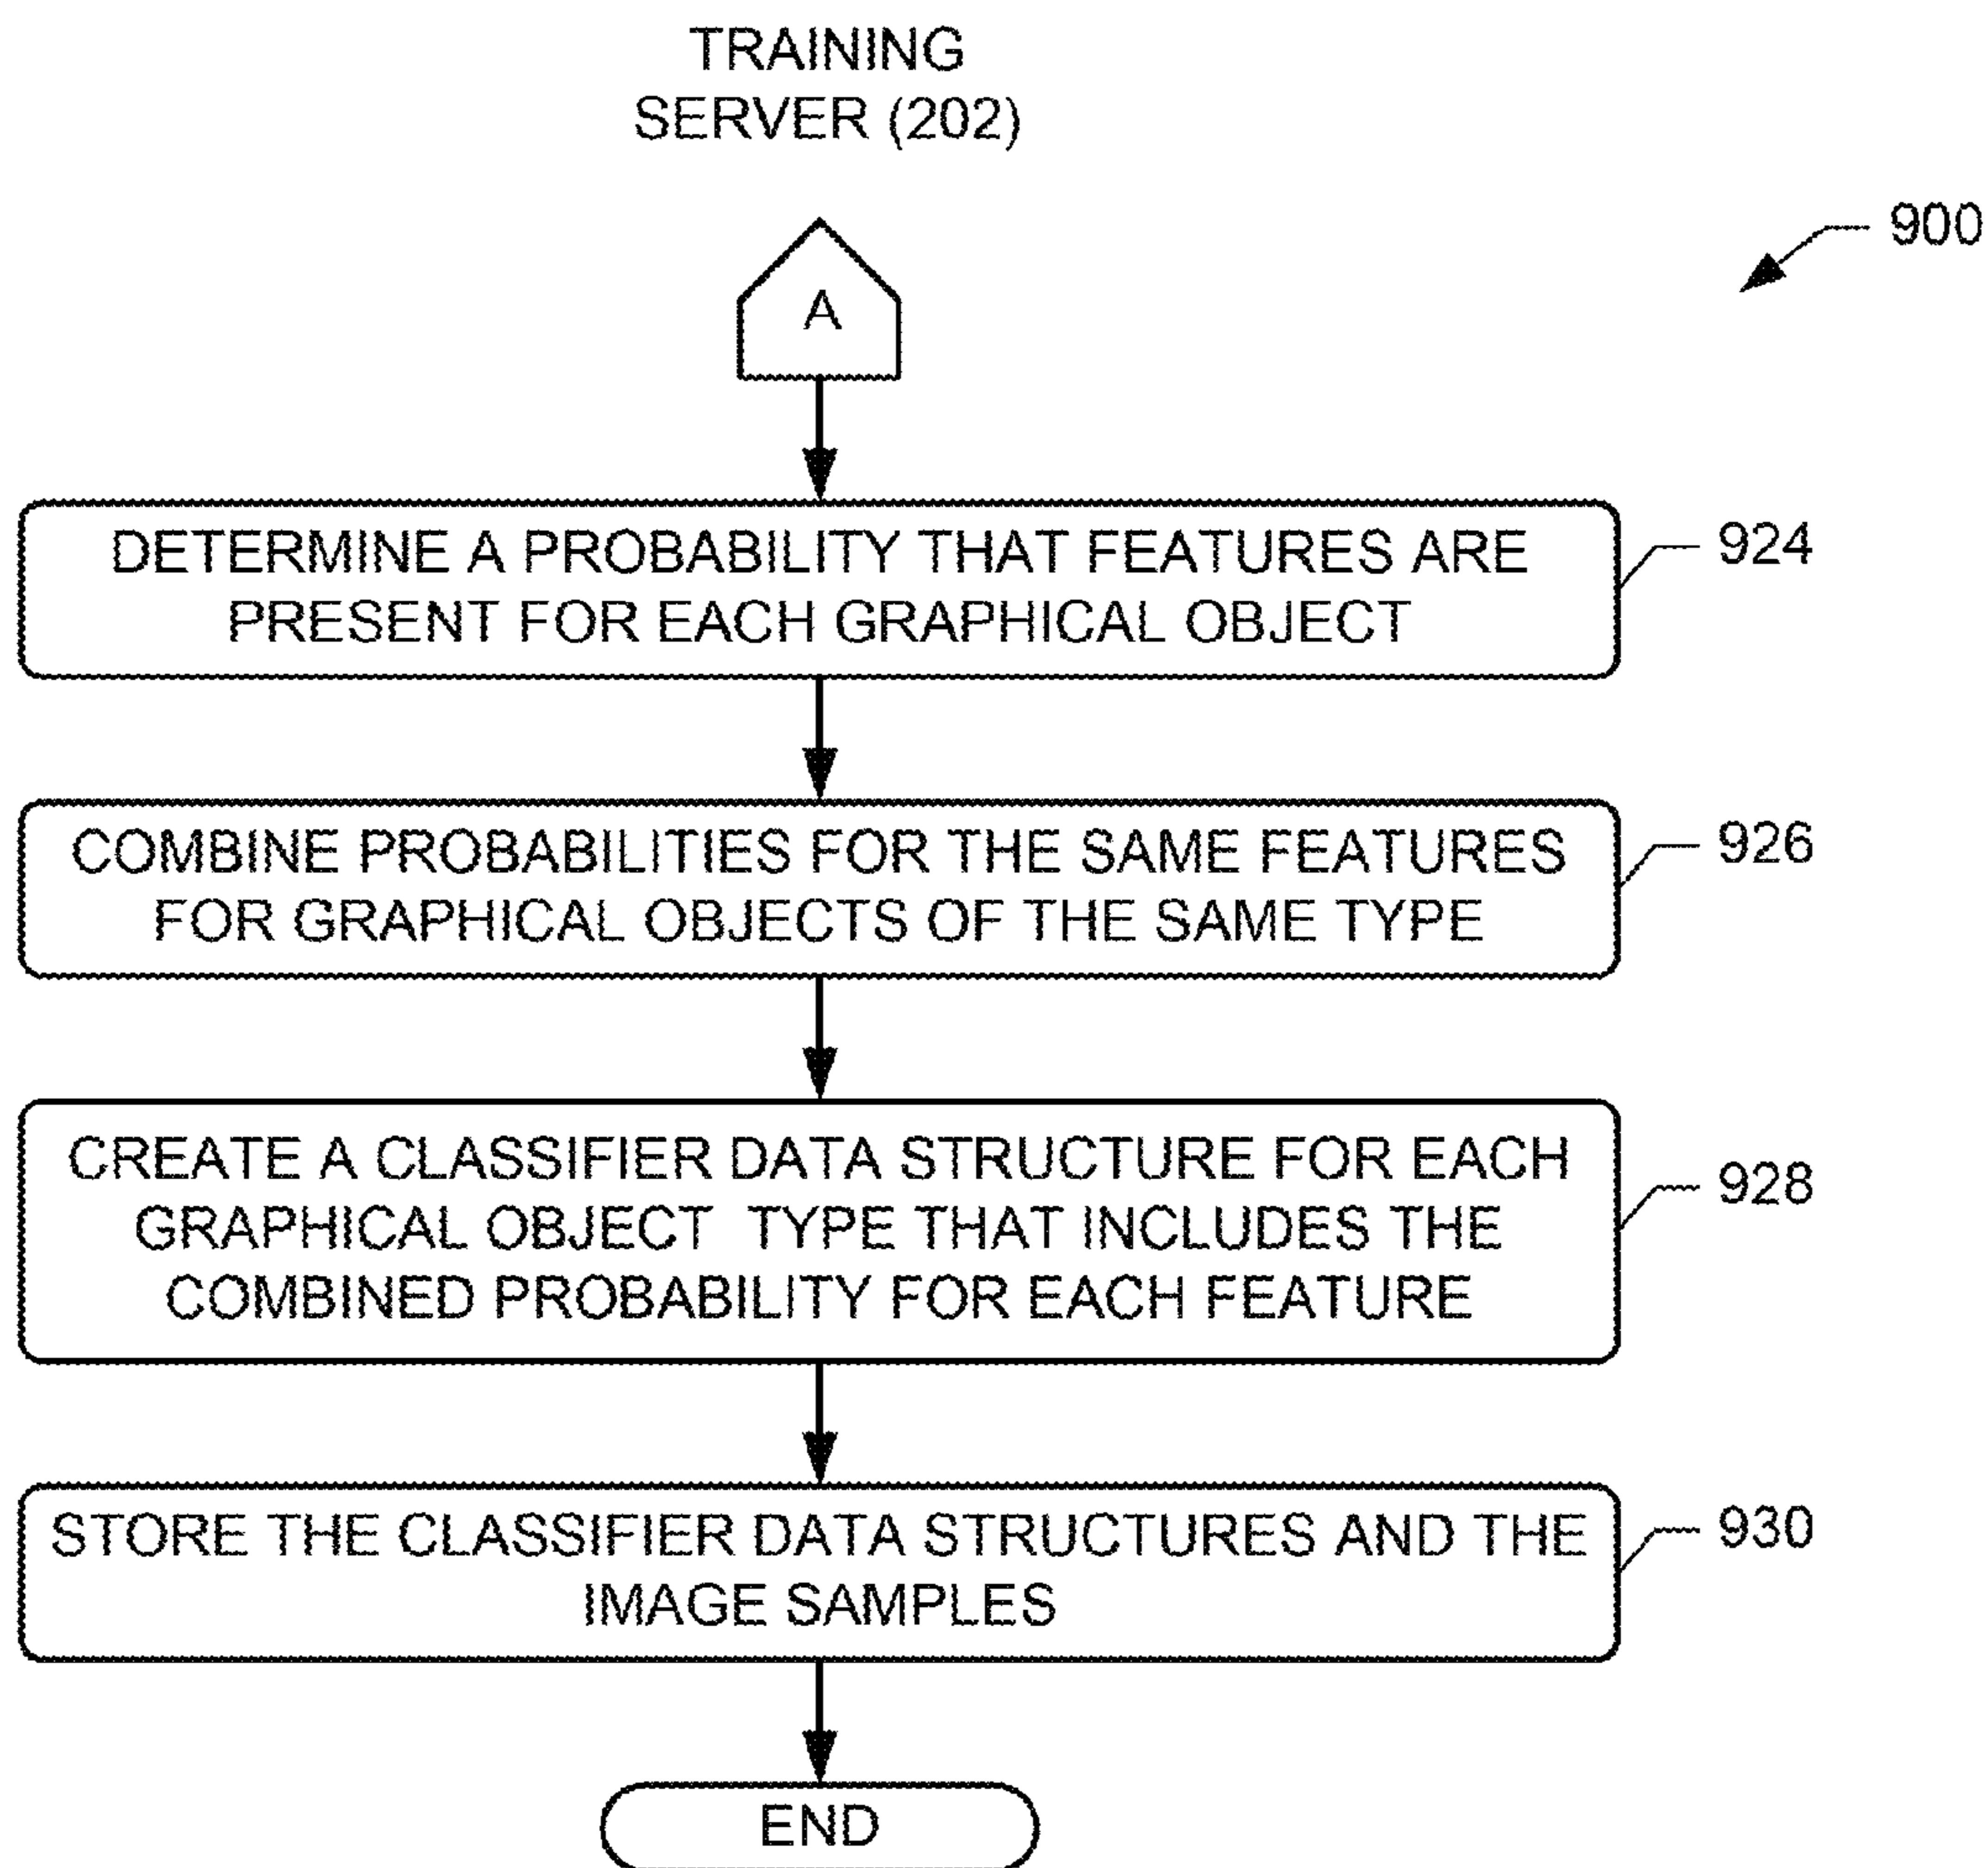 TRAINING
SERVER (202)
900
A
DETERMINE A PROBABILITY THAT FEATURES ARE
PRESENT FOR EACH GRAPHICAL OBJECT
924
COMBINE PROBABILITIES FOR THE SAME FEATURES
FOR GRAPHICAL OBJECTS OF THE SAME TYPE
926
CREATE A CLASSIFIER DATA STRUCTURE FOR EACH
GRAPHICAL OBJECT TYPE THAT INCLUDES THE
COMBINED PROBABILITY FOR EACH FEATURE
928
STORE THE CLASSIFIER DATA STRUCTURES AND THE
IMAGE SAMPLES
930
END